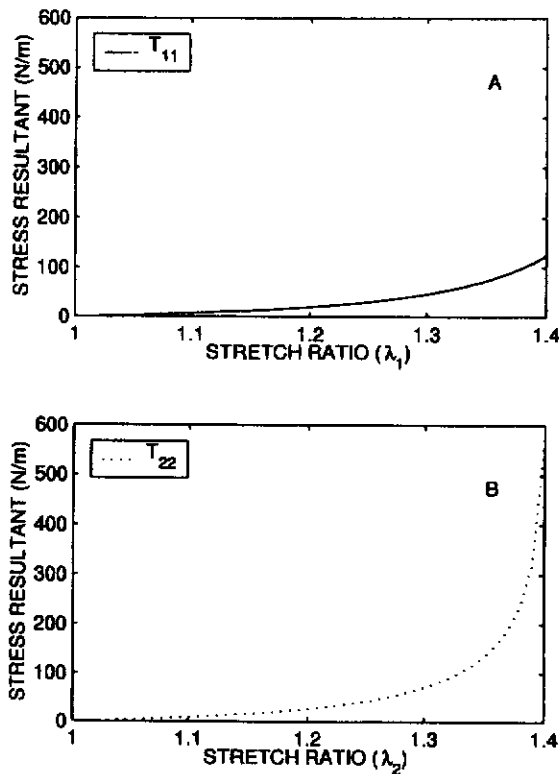 600
500
400
300
200
100
0
STRESS RESULTANT (N/m)
T11
A
1 1.1 1.2 1.3 1.4
STRETCH RATIO (λ1)
600
500
400
300
200
100
0
STRESS RESULTANT (N/m)
T22
B
1 1.1 1.2 1.3 1.4
STRETCH RATIO (λ2)